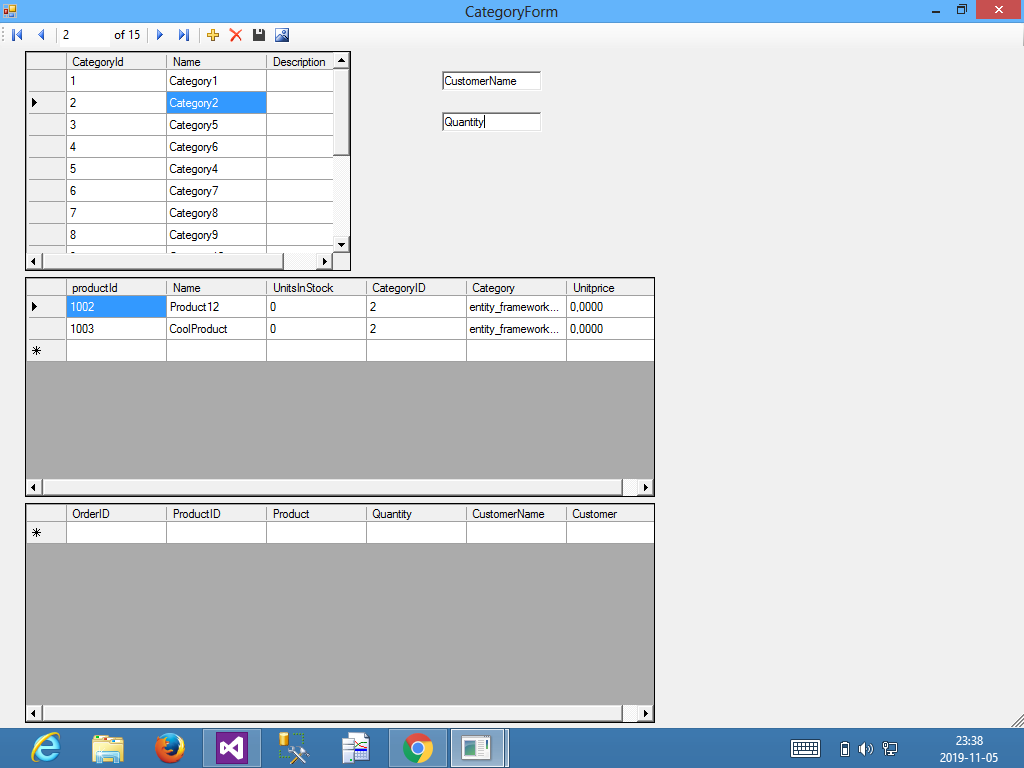 CategoryForm
2 of 15
CategoryId Name Description
1 Category1
2 Category2
3 Category5
4 Category6
5 Category4
6 Category7
7 Category8
8 Category9
CustomerName
Quantity
productId Name UnitsInStock CategoryID Category Unitprice
1002 Product12 0 2 entity_framework... 0,0000
1003 CoolProduct 0 2 entity_framework... 0,0000
OrderID ProductID Product Quantity CustomerName Customer
23:38
2019-11-05